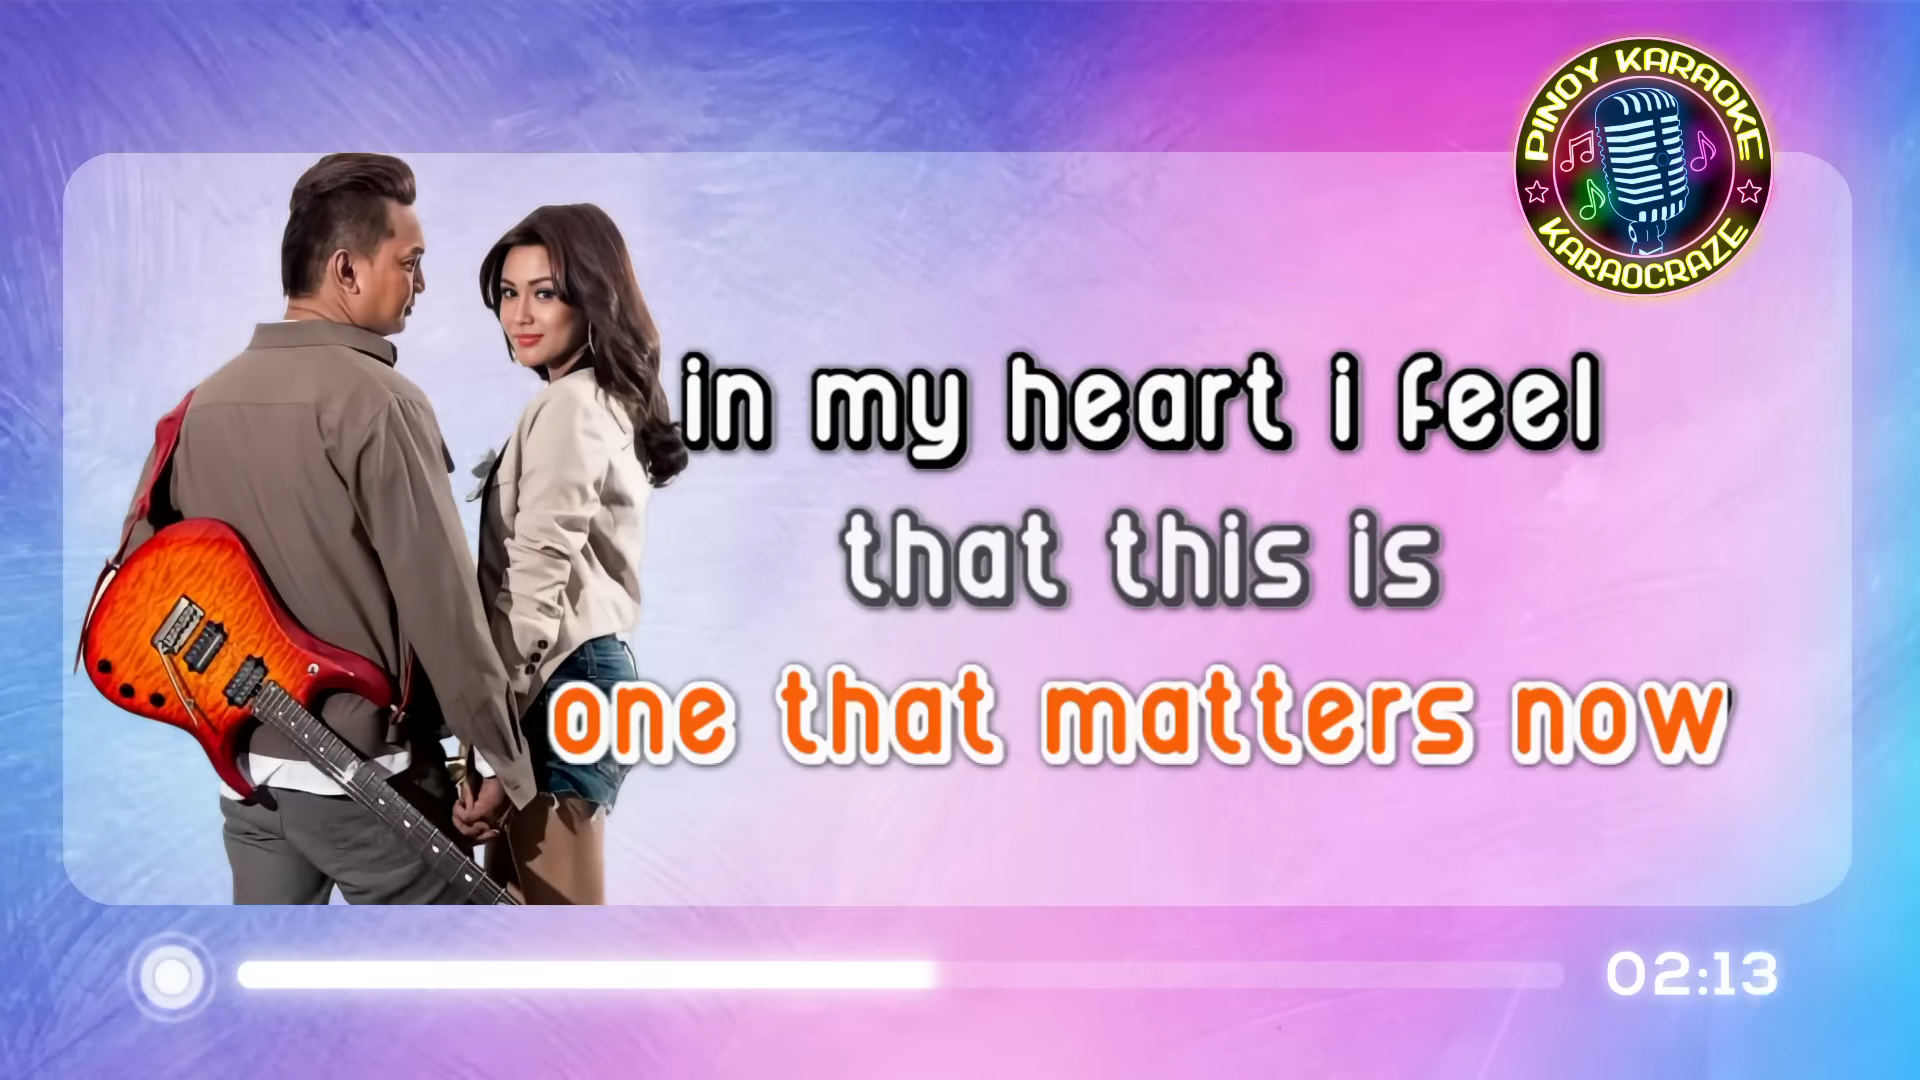 PINOY KARAOKE
KARAOCRAZE
in my heart i feel
that this is
one that matters now
02:13